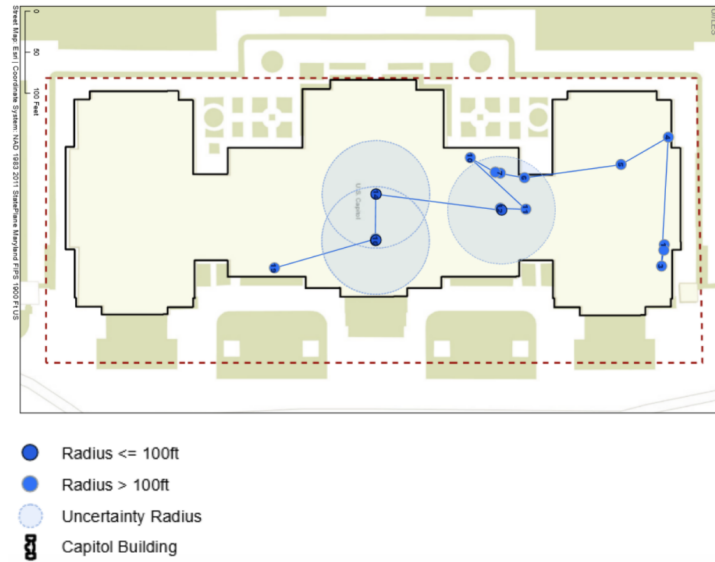 0
50
100 Feet
Street Map: Esri | Coordinate System: NAD 1983 2011 StatePlane Maryland FIPS 1900 Ft US
U.S. Capitol
Radius <= 100ft
Radius > 100ft
Uncertainty Radius
Capitol Building